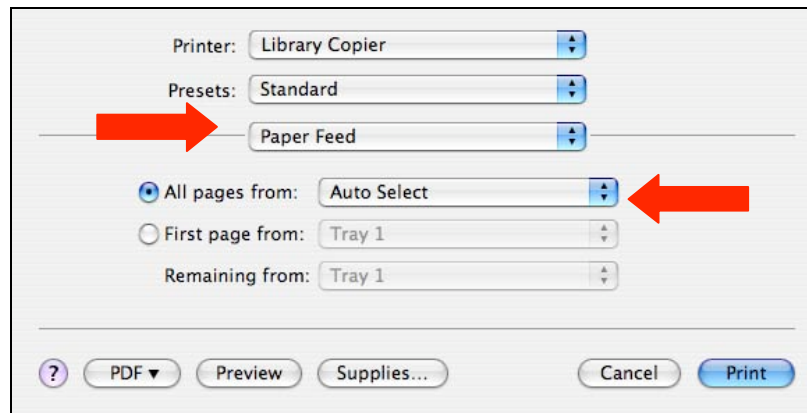 Printer: Library Copier
Presets: Standard
Paper Feed
All pages from: Auto Select
First page from: Tray 1
Remaining from: Tray 1
? PDF ▼ Preview Supplies... Cancel Print